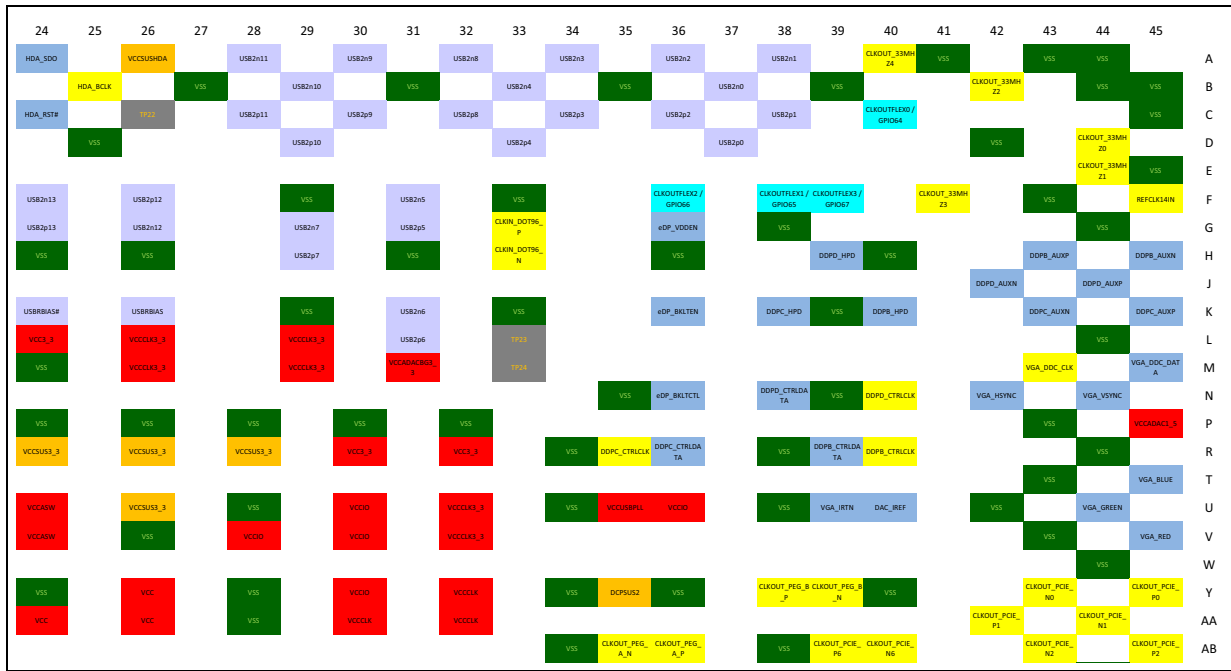 24 25 26 27 28 29 30 31 32 33 34 35 36 37 38 39 40 41 42 43 44 45
HDA_SDO VCCSUSHDA USB2n11 USB2n9 USB2n8 USB2n3 USB2n2 USB2n1 CLKOUT_33MHZ4 VSS VSS VSS A
HDA_BCLK VSS USB2n10 VSS USB2n4 VSS USB2n0 VSS CLKOUT_33MHZ2 VSS VSS B
HDA_RST# TP22 USB2p11 USB2p9 USB2p8 USB2p3 USB2p2 USB2p1 CLKOUTFLEX0 / GPIO64 VSS C
VSS USB2p10 USB2p4 USB2p0 VSS CLKOUT_33MHZ0 D
CLKOUT_33MHZ1 VSS E
USB2n13 USB2p12 VSS USB2n5 VSS CLKOUTFLEX2 / GPIO66 CLKOUTFLEX1 / GPIO65 CLKOUTFLEX3 / GPIO67 CLKOUT_33MHZ3 VSS REFCLK14IN F
USB2p13 USB2n12 USB2n7 USB2p5 CLKIN_DOT96_P eDP_VDDEN VSS VSS G
VSS VSS USB2p7 VSS CLKIN_DOT96_N VSS DDPD_HPD VSS DDPB_AUXP DDPB_AUXN H
DDPD_AUXN DDPD_AUXP J
USBRBIAS# USBRBIAS VSS USB2n6 VSS eDP_BKLTEN DDPC_HPD VSS DDPB_HPD DDPC_AUXN DDPC_AUXP K
VCC3_3 VCCCLK3_3 VCCCLK3_3 USB2p6 TP23 VSS L
VSS VCCCLK3_3 VCCCLK3_3 VCCADACBG3_3 TP24 VGA_DDC_CLK VGA_DDC_DATA M
VSS eDP_BKLTCTL DDPD_CTRLDATA VSS DDPD_CTRLCLK VGA_HSYNC VGA_VSYNC N
VSS VSS VSS VSS VSS VSS VCCADAC1_5 P
VCCSUS3_3 VCCSUS3_3 VCCSUS3_3 VCC3_3 VCC3_3 VSS DDPC_CTRLCLK DDPC_CTRLDATA VSS DDPB_CTRLDATA DDPB_CTRLCLK VSS R
VSS VGA_BLUE T
VCCASW VCCSUS3_3 VSS VCCIO VCCCLK3_3 VSS VCCUSBPLL VCCIO VSS VGA_IRTN DAC_IREF VSS VGA_GREEN U
VCCASW VSS VCCIO VCCIO VCCCLK3_3 VSS VGA_RED V
VSS W
VSS VCC VSS VCCIO VCCCLK VSS DCPSUS2 VSS CLKOUT_PEG_B_P CLKOUT_PEG_B_N VSS CLKOUT_PCIE_N0 CLKOUT_PCIE_P0 Y
VCC VCC VSS VCCCLK VCCCLK CLKOUT_PCIE_P1 CLKOUT_PCIE_N1 AA
VSS CLKOUT_PEG_A_N CLKOUT_PEG_A_P VSS CLKOUT_PCIE_P6 CLKOUT_PCIE_N6 CLKOUT_PCIE_N2 CLKOUT_PCIE_P2 AB